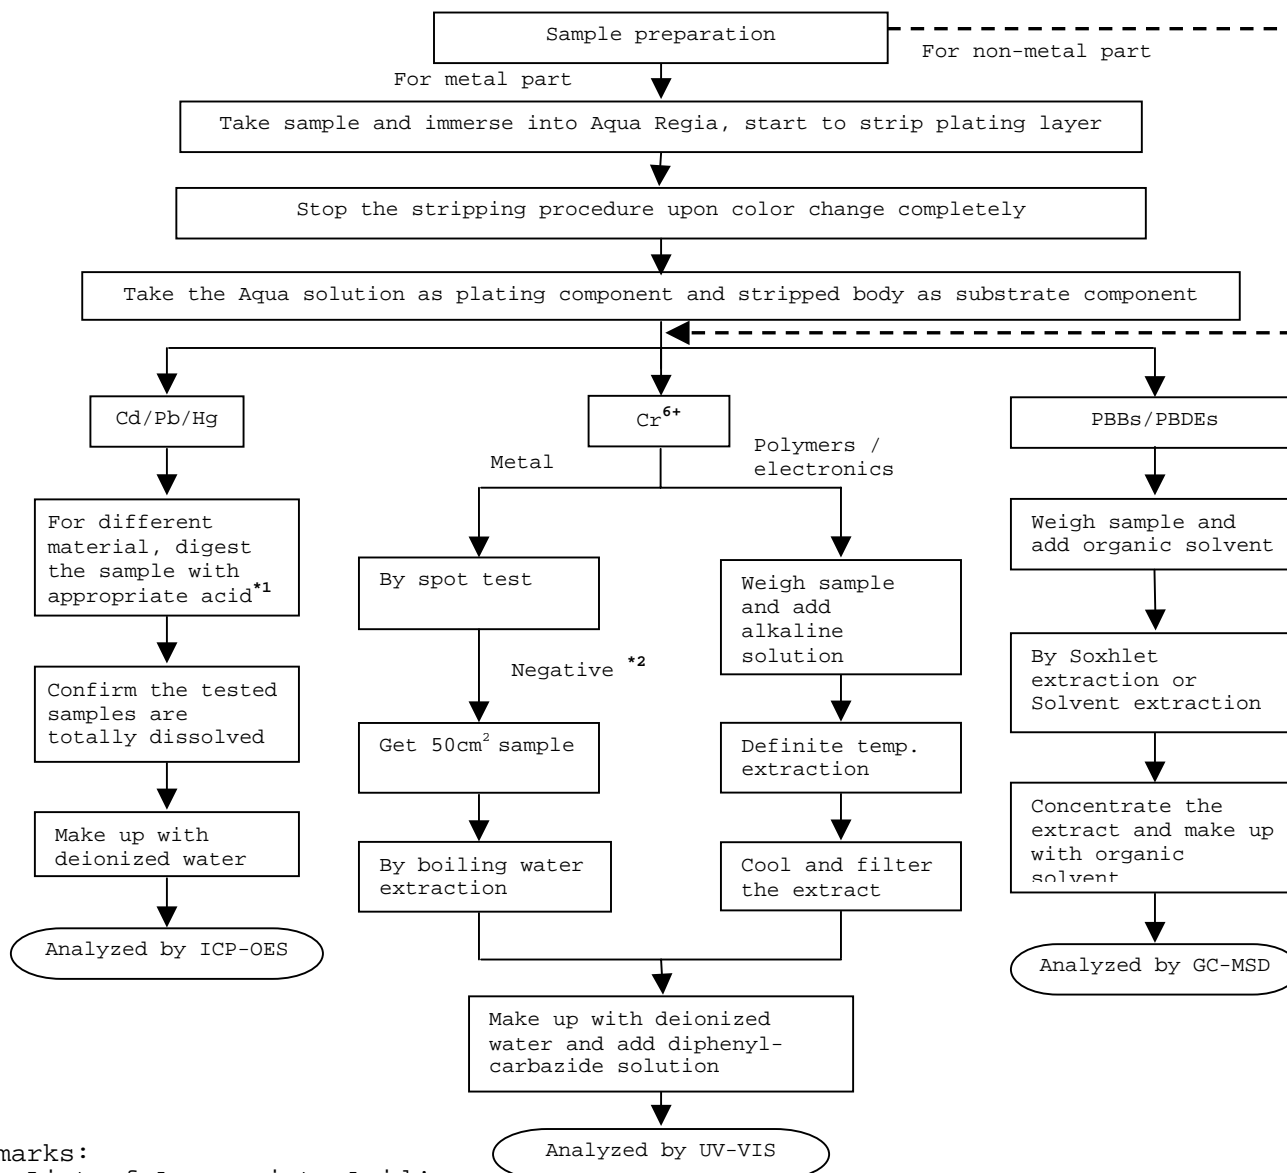 Sample preparation
For non-metal part
For metal part
Take sample and immerse into Aqua Regia, start to strip plating layer
Stop the stripping procedure upon color change completely
Take the Aqua solution as plating component and stripped body as substrate component
Cd/Pb/Hg
Cr6+
PBBs/PBDEs
Metal
Polymers /
electronics
For different
material, digest
the sample with
appropriate acid*1
Confirm the tested
samples are
totally dissolved
Make up with
deionized water
Analyzed by ICP-OES
By spot test
Negative *2
Get 50cm2 sample
By boiling water
extraction
Weigh sample
and add
alkaline
solution
Definite temp.
extraction
Cool and filter
the extract
Make up with deionized
water and add diphenyl-
carbazide solution
Analyzed by UV-VIS
Weigh sample and
add organic solvent
By Soxhlet
extraction or
Solvent extraction
Concentrate the
extract and make up
with organic
solvent
Analyzed by GC-MSD
marks: